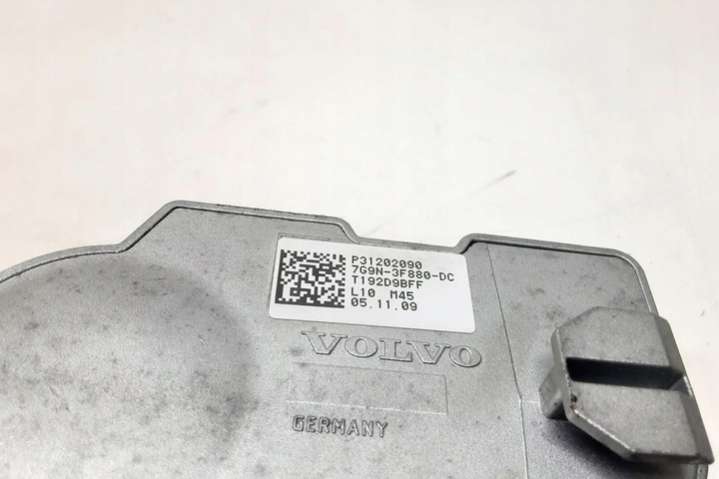 P31202090
7G9N-3F880-DC
T192D9BFF
L10 M45
05.11.09
VOLVO
GERMANY